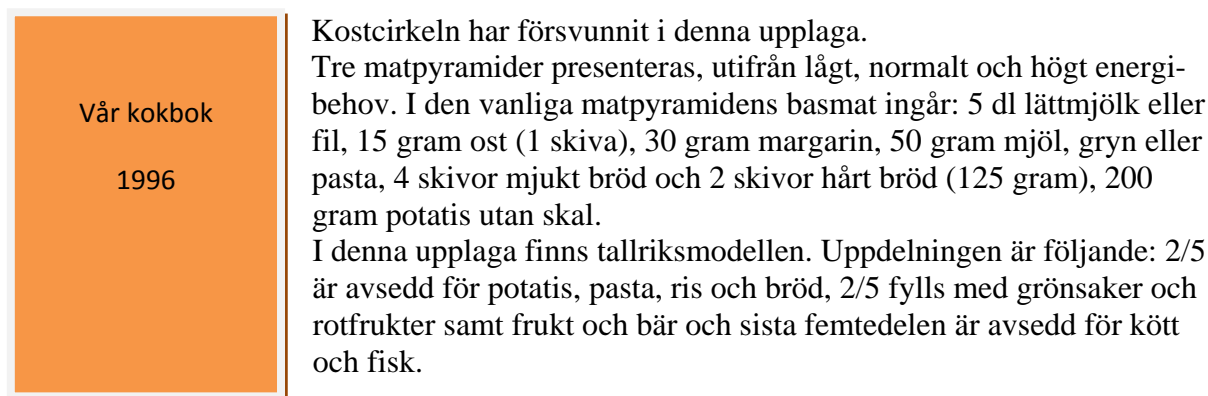 Vår kokbok
1996
Kostcirkeln har försvunnit i denna upplaga.
Tre matpyramider presenteras, utifrån lågt, normalt och högt energi-
behov. I den vanliga matpyramidens basmat ingår: 5 dl lättmjölk eller
fil, 15 gram ost (1 skiva), 30 gram margarin, 50 gram mjöl, gryn eller
pasta, 4 skivor mjukt bröd och 2 skivor hårt bröd (125 gram), 200
gram potatis utan skal.
I denna upplaga finns tallriksmodellen. Uppdelningen är följande: 2/5
är avsedd för potatis, pasta, ris och bröd, 2/5 fylls med grönsaker och
rotfrukter samt frukt och bär och sista femtedelen är avsedd för kött
och fisk.